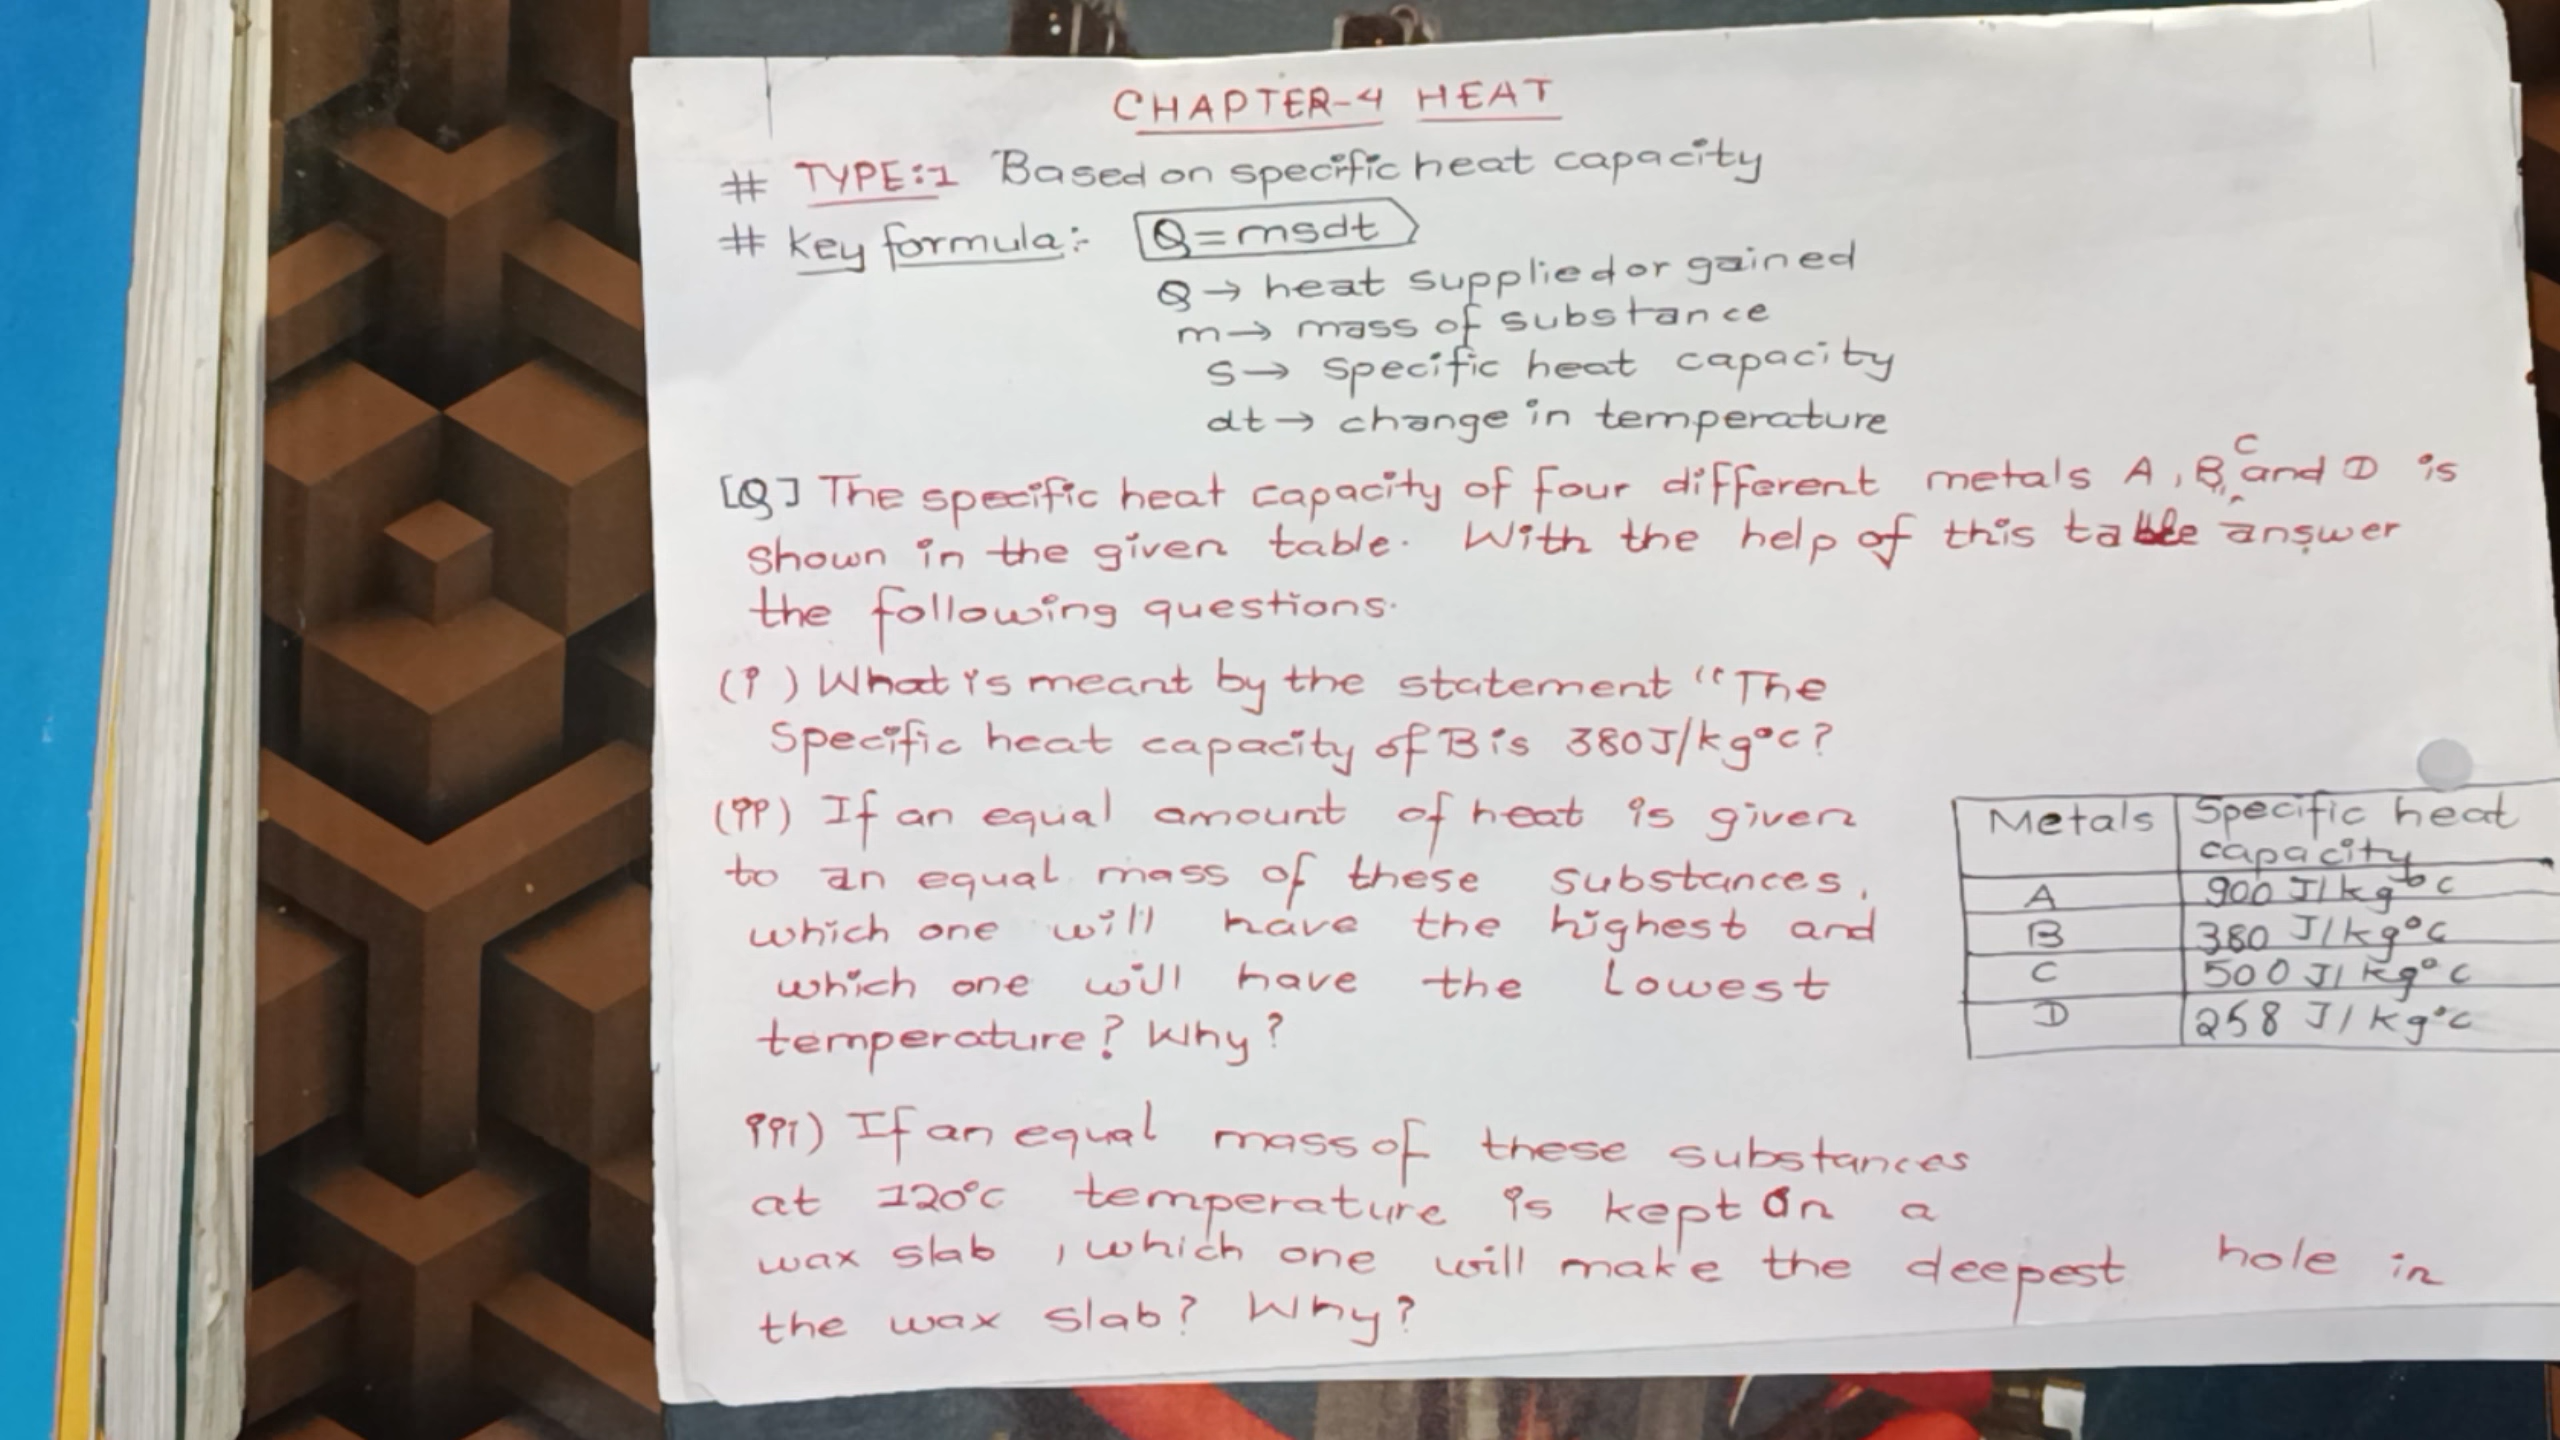 CHAPTER-4 HEAT
# TYPE:1 Based on specific heat capacity
# Key formula:- Q=msdt
Q→ heat supplied or gained
m→ mass of substance
s→ specific heat capacity
dt→ change in temperature
[Q] The specific heat capacity of four different metals A, B, C and D is
shown in the given table. With the help of this table answer
the following questions.
(i) What is meant by the statement "The
Specific heat capacity of B is 380J/kg°C?
(ii) If an equal amount of heat is given
to an equal mass of these substances,
which one will have the highest and
which one will have the lowest
temperature? Why?
Metals Specific heat
capacity
A 900 J/kg°C
B 380 J/kg°C
C 500 J/kg°C
D 258 J/kg°C
iii) If an equal mass of these substances
at 120°C temperature is kept on a
wax slab, which one will make the deepest hole in
the wax slab? Why?